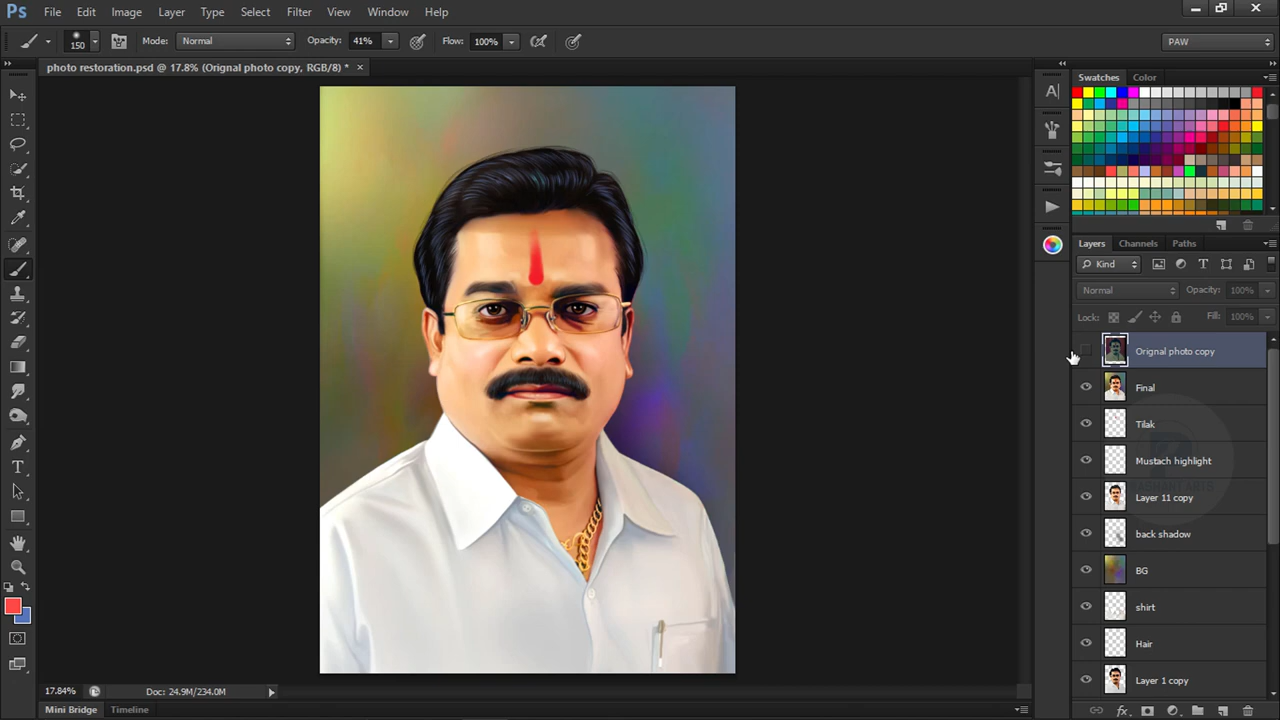 Ps File Edit Image Layer Type Select Filter View Window Help
150 Mode: Normal Opacity: 41% Flow: 100% PAW
photo restoration.psd @ 17.8% (Orignal photo copy, RGB/8) * ×
Swatches Color
Layers Channels Paths
Kind
Normal Opacity: 100%
Lock: Fill: 100%
Orignal photo copy
Final
Tilak
Mustach highlight
Layer 11 copy
back shadow
BG
shirt
Hair
Layer 1 copy
17.84% Doc: 24.9M/234.0M
Mini Bridge Timeline